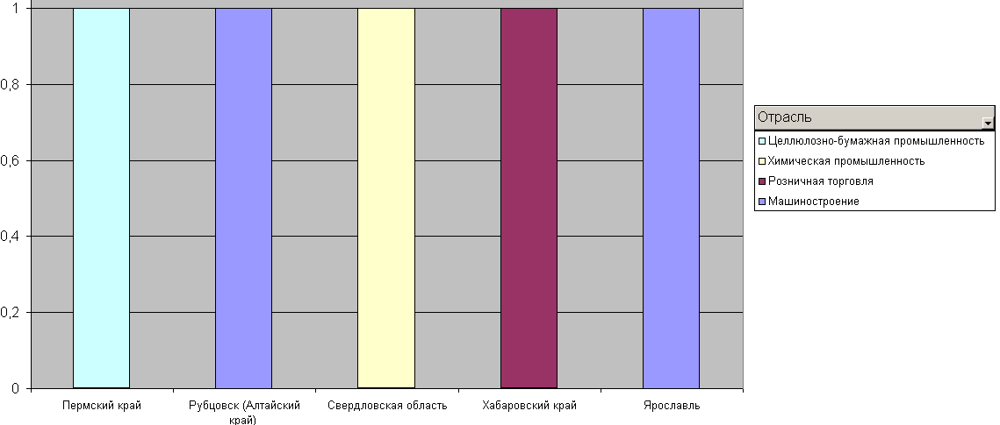 1
0,8
0,6
0,4
0,2
0
Пермский край
Рубцовск (Алтайский
край)
Свердловская область
Хабаровский край
Ярославль
Отрасль
Целлюлозно-бумажная промышленность
Химическая промышленность
Розничная торговля
Машиностроение